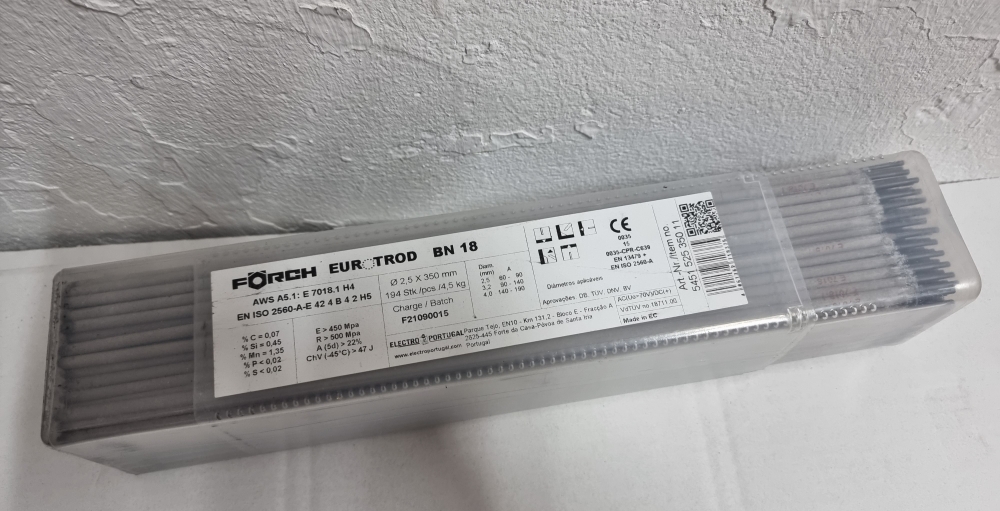 FÖRCH EUROTROD BN 18
AWS A5.1: E 7018.1 H4
EN ISO 2560-A-E 42 4 B 4 2 H5
% C = 0,07
% Si = 0,45
% Mn = 1,35
% P < 0,02
% S < 0,02
E > 450 Mpa
R > 500 Mpa
A (5d) > 22%
ChV (-45°C) > 47 J
Ø 2,5 X 350 mm
194 Stk./pcs /4,5 kg
Charge / Batch
F21090015
Diam. (mm) A
2,5 60 - 90
3,2 90 - 140
4,0 140 - 190
ELECTRO PORTUGAL
www.electroportugal.com
Parque Tejo, EN10 - Km 131,2 - Bloco E - Fracção A
2625-445 Forte da Casa-Póvoa de Santa Iria
Portugal
CE
0035
15
0035-CPR-C639
EN 13479 +
EN ISO 2560-A
Diâmetros aplicáveis
Aprovações: DB, TÜV, DNV, BV
AC(Uo>70V)/DC(+)
VdTÜV no 18711.00
Made in EC
Art.-Nr./Item no
5451 525 350 11